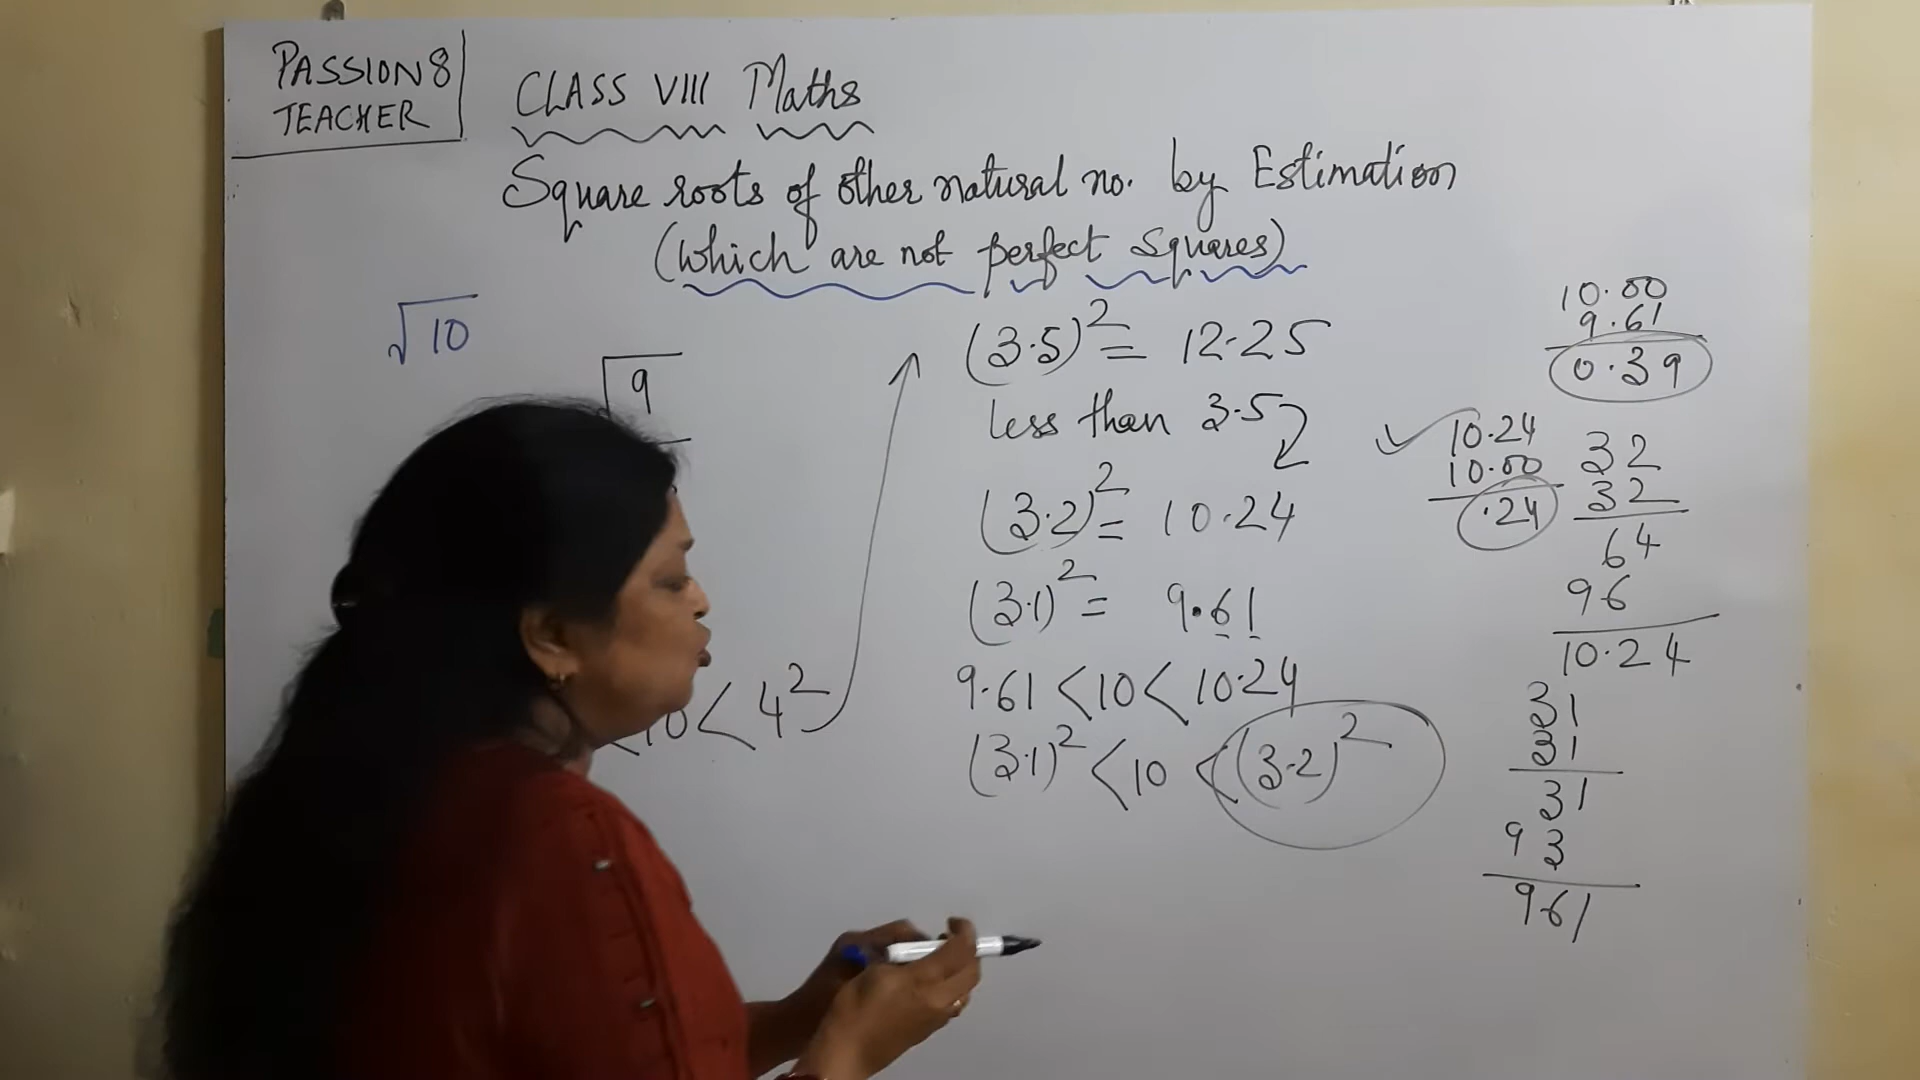 PASSION8
TEACHER
CLASS VIII Maths
Square roots of other natural no. by Estimation
(which are not perfect squares)
√10
√9
<10<4²
(3.5)² = 12.25
less than 3.5
(3.2)² = 10.24
(3.1)² = 9.61
9.61<10<10.24
(3.1)²<10<(3.2)²
10.00
9.61
0.39
10.24
10.00
.24
32
32
64
96
10.24
31
31
31
93
9.61